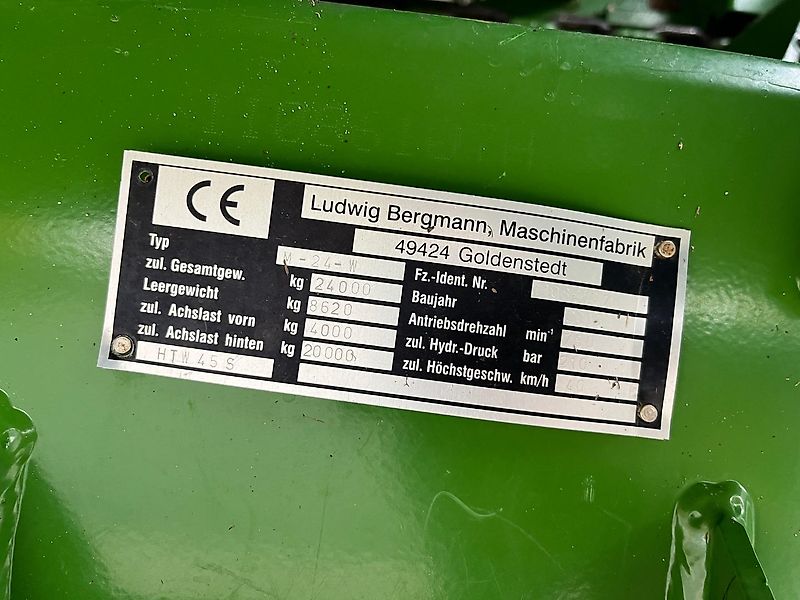 CE
Ludwig Bergmann, Maschinenfabrik
49424 Goldenstedt
Typ M-24-W
zul. Gesamtgew. kg 24000
Leergewicht kg 8620
zul. Achslast vorn kg 4000
zul. Achslast hinten kg 20000
HTW 45 S
Fz.-Ident. Nr.
Baujahr
Antriebsdrehzahl min⁻¹
zul. Hydr.-Druck bar
zul. Höchstgeschw. km/h 40